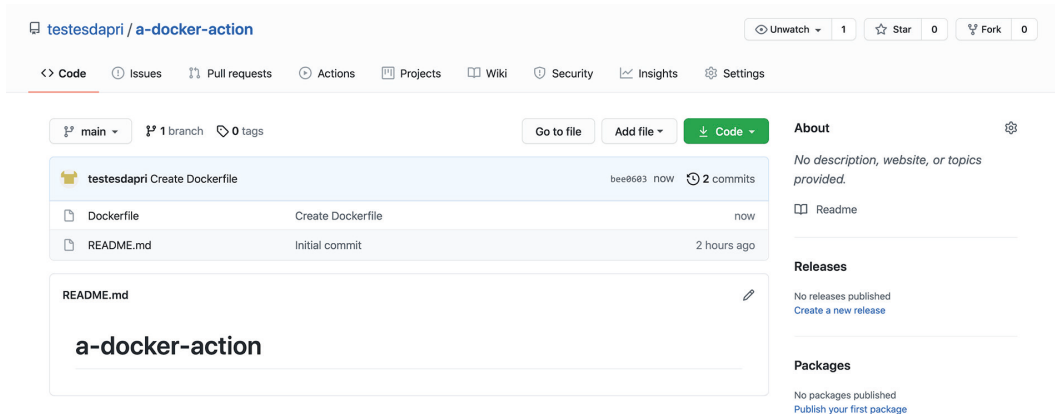 testesdapri / a-docker-action
Unwatch 1 Star 0 Fork 0
Code Issues Pull requests Actions Projects Wiki Security Insights Settings
main 1 branch 0 tags Go to file Add file Code
testesdapri Create Dockerfile bee0603 now 2 commits
Dockerfile Create Dockerfile now
README.md Initial commit 2 hours ago
README.md
a-docker-action
About
No description, website, or topics
provided.
Readme
Releases
No releases published
Create a new release
Packages
No packages published
Publish your first package